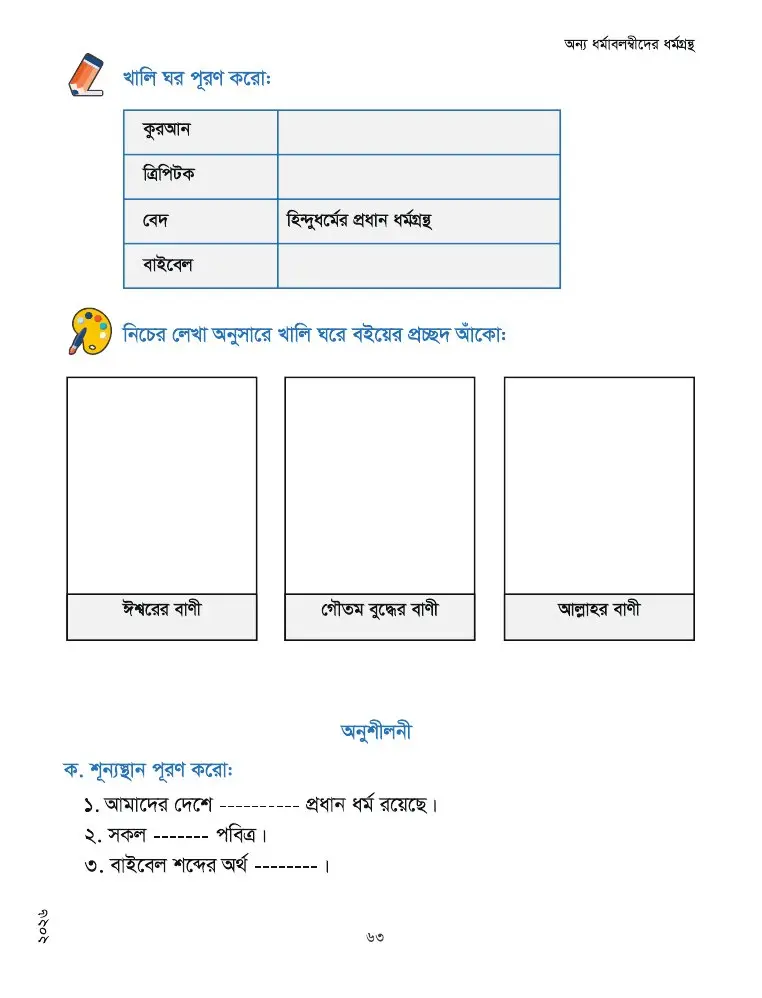 অন্য ধর্মাবলম্বীদের ধর্মগ্রন্থ
খালি ঘর পূরণ করো:
কুরআন
ত্রিপিটক
বেদ হিন্দুধর্মের প্রধান ধর্মগ্রন্থ
বাইবেল
নিচের লেখা অনুসারে খালি ঘরে বইয়ের প্রচ্ছদ আঁকো:
ঈশ্বরের বাণী গৌতম বুদ্ধের বাণী আল্লাহর বাণী
অনুশীলনী
ক. শূন্যস্থান পূরণ করো:
১. আমাদের দেশে ---------- প্রধান ধর্ম রয়েছে।
২. সকল ------- পবিত্র।
৩. বাইবেল শব্দের অর্থ --------।
২০২৬
৬৩